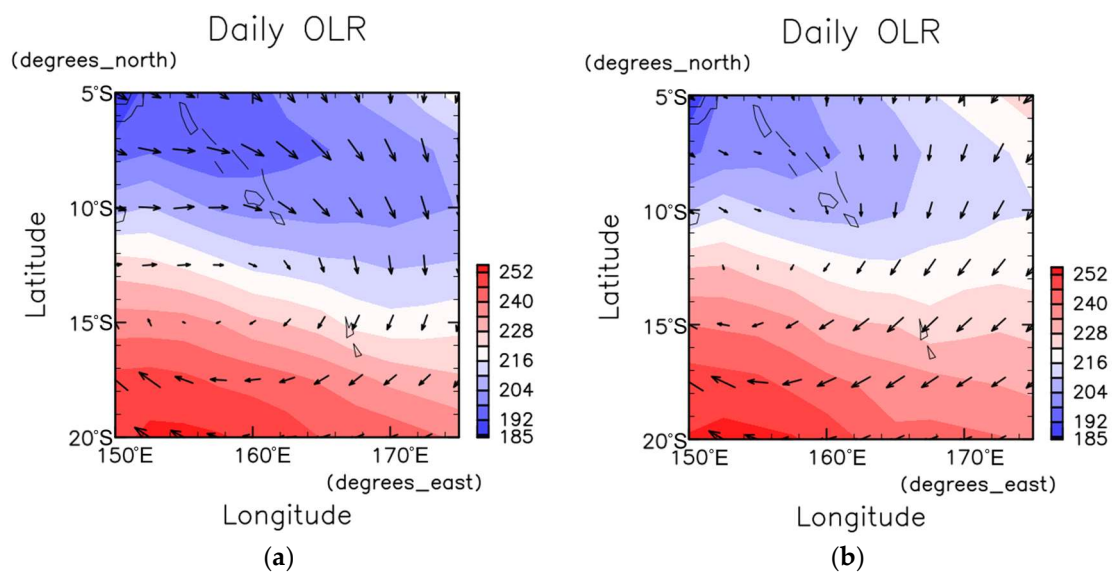 Daily OLR
(degrees_north)
5°S
10°S
15°S
20°S
Latitude
150°E
160°E
170°E
(degrees_east)
Longitude
252
240
228
216
204
192
185
(a)
Daily OLR
(degrees_north)
5°S
10°S
15°S
20°S
Latitude
150°E
160°E
170°E
(degrees_east)
Longitude
252
240
228
216
204
192
185
(b)